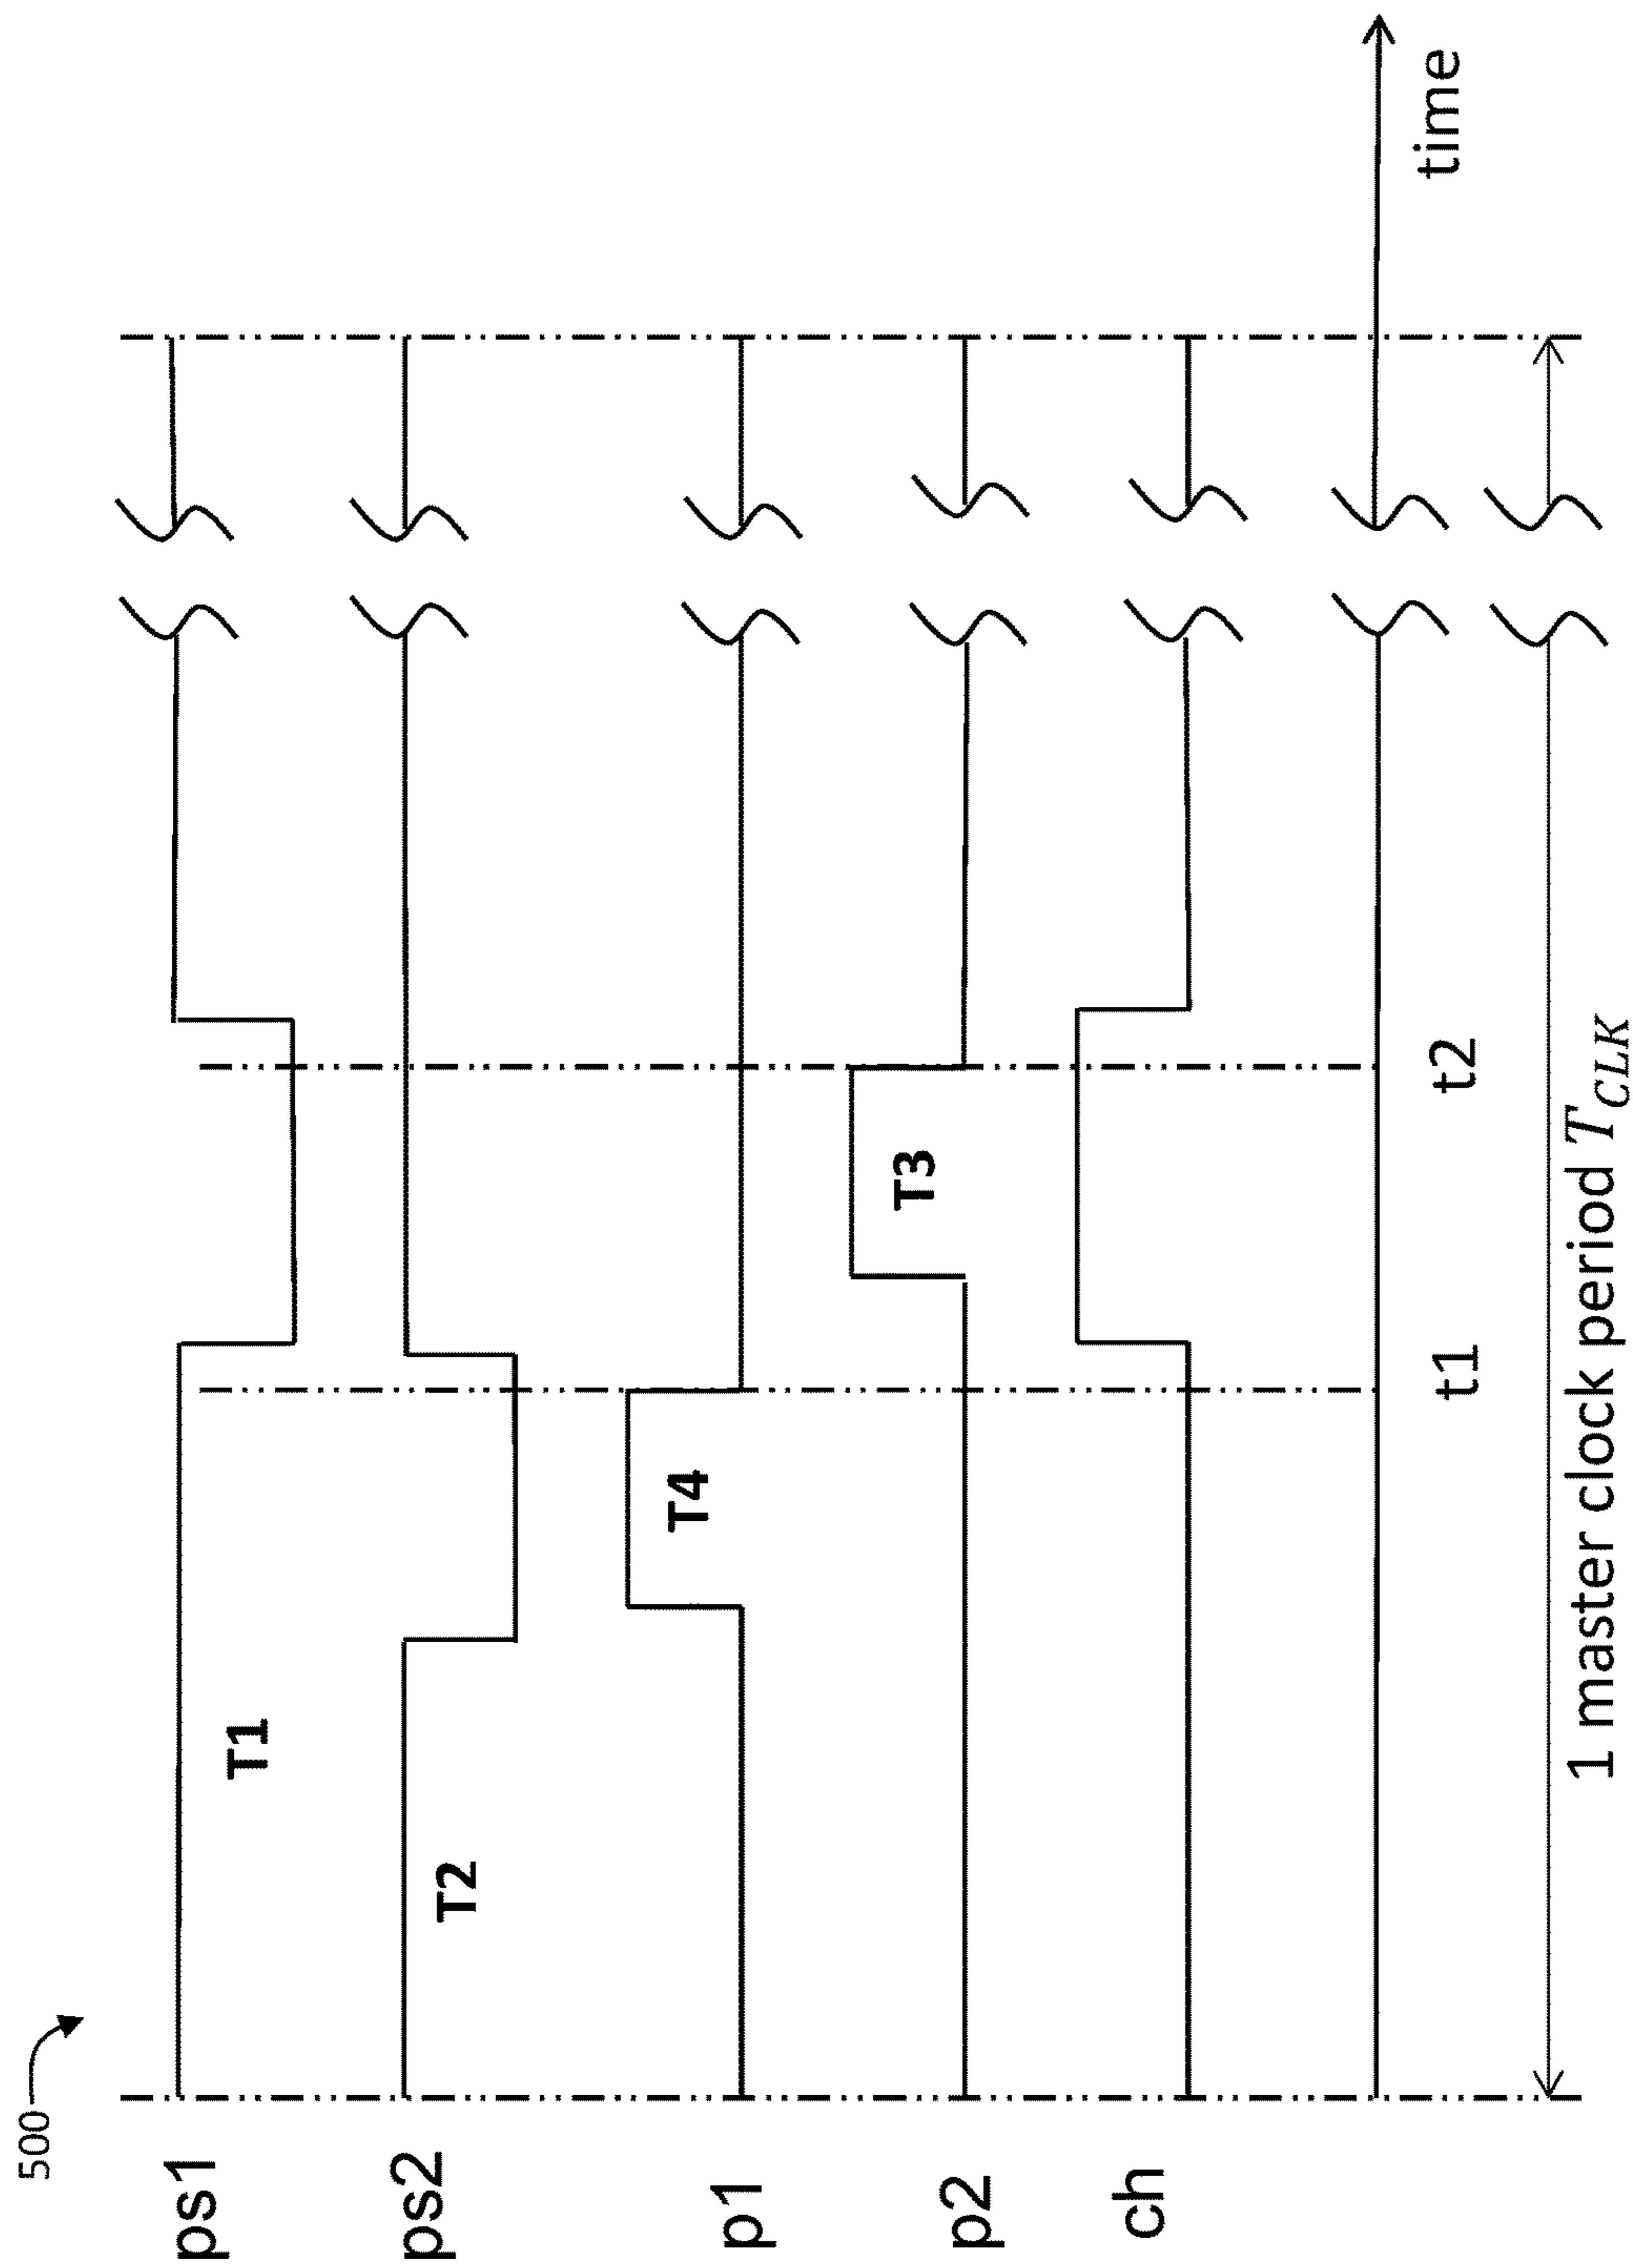 500
ps1
T1
ps2
T2
p1
T4
p2
T3
ch
t1
t2
time
1 master clock period T_CLK